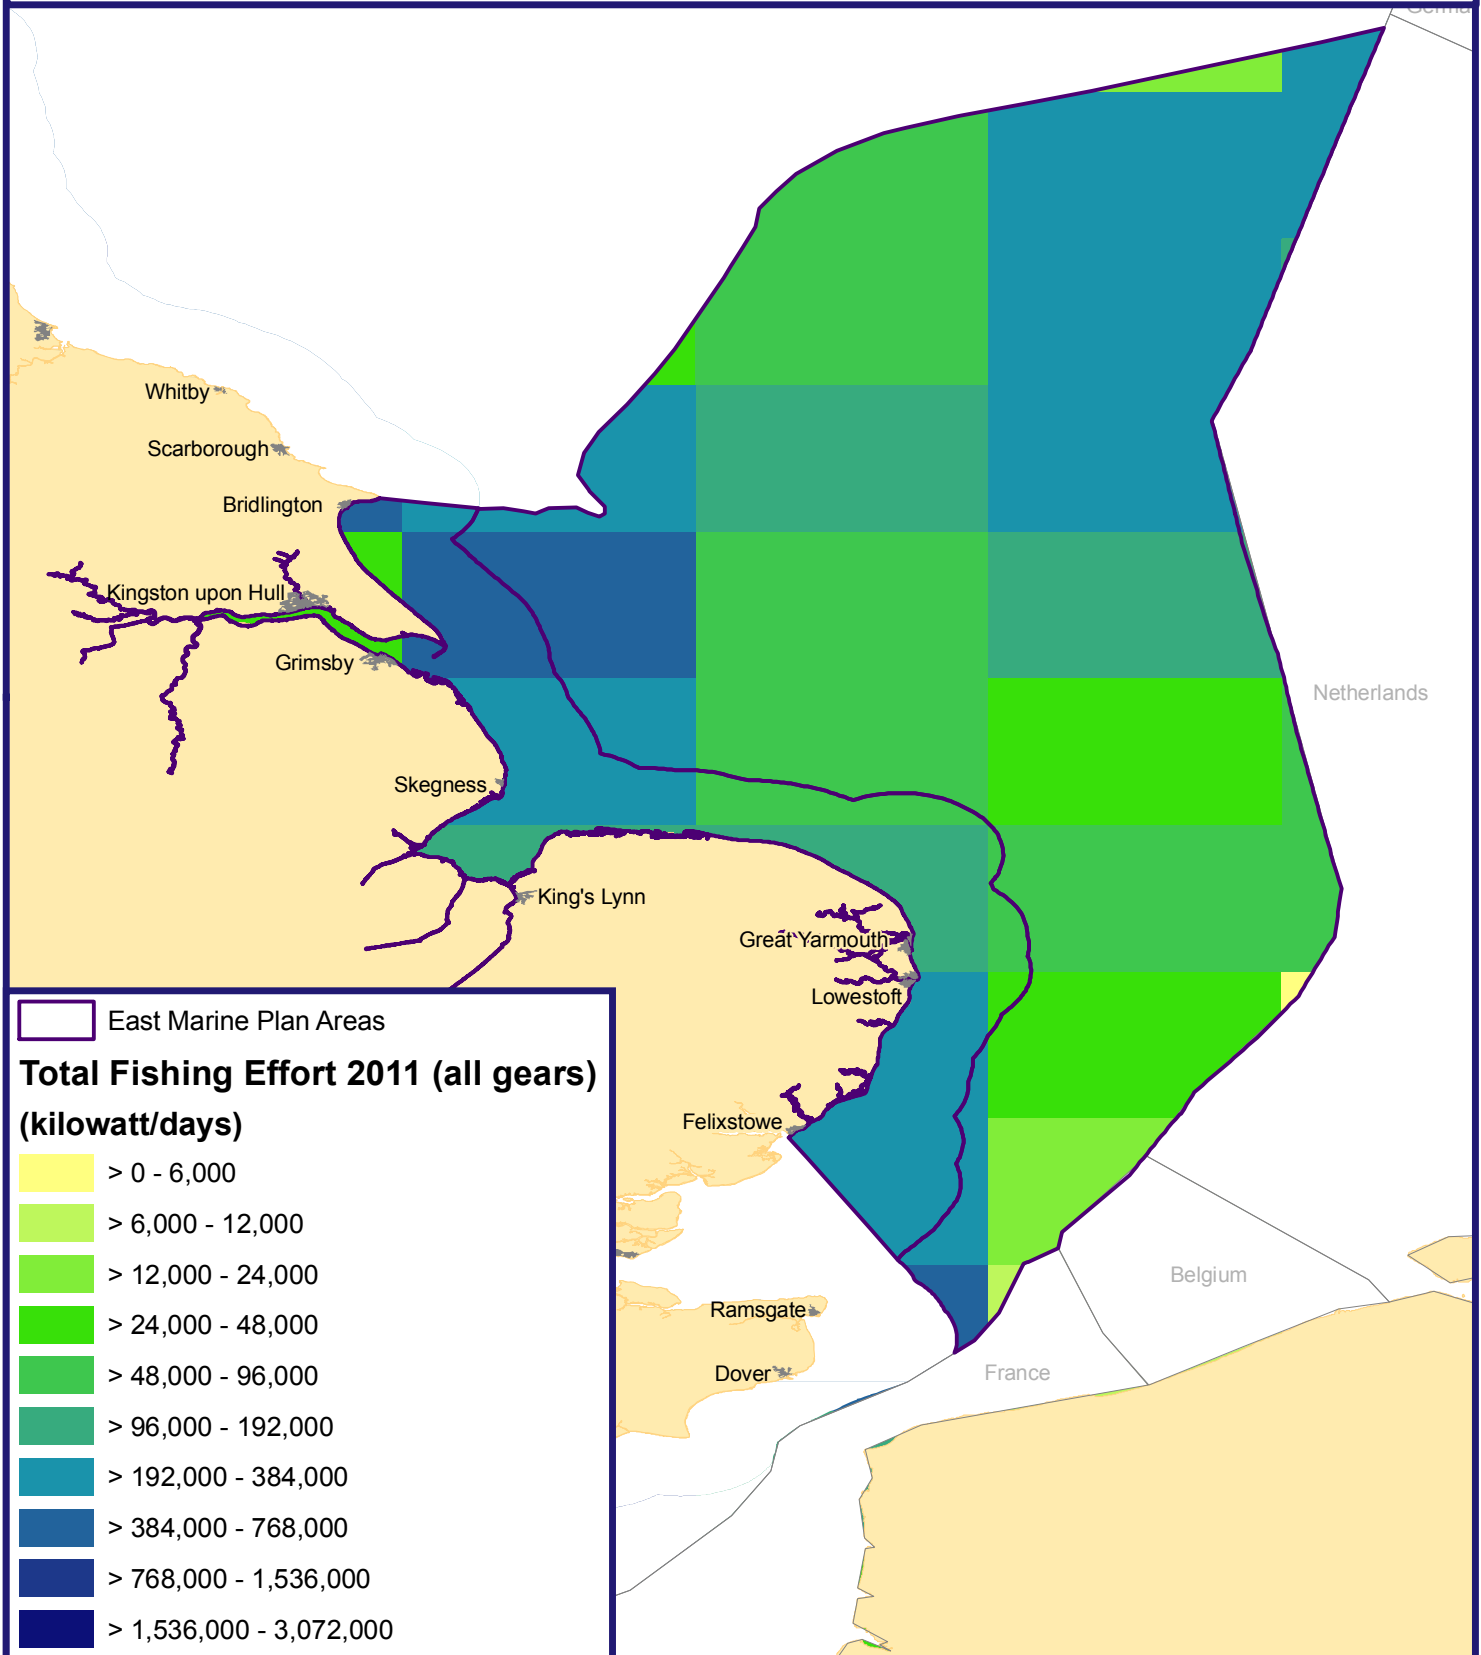 Whitby
Scarborough
Bridlington
Kingston upon Hull
Grimsby
Netherlands
Skegness
King's Lynn
Great Yarmouth
Lowestoft
Felixstowe
Belgium
Ramsgate
Dover
France
East Marine Plan Areas
Total Fishing Effort 2011 (all gears)
(kilowatt/days)
> 0 - 6,000
> 6,000 - 12,000
> 12,000 - 24,000
> 24,000 - 48,000
> 48,000 - 96,000
> 96,000 - 192,000
> 192,000 - 384,000
> 384,000 - 768,000
> 768,000 - 1,536,000
> 1,536,000 - 3,072,000